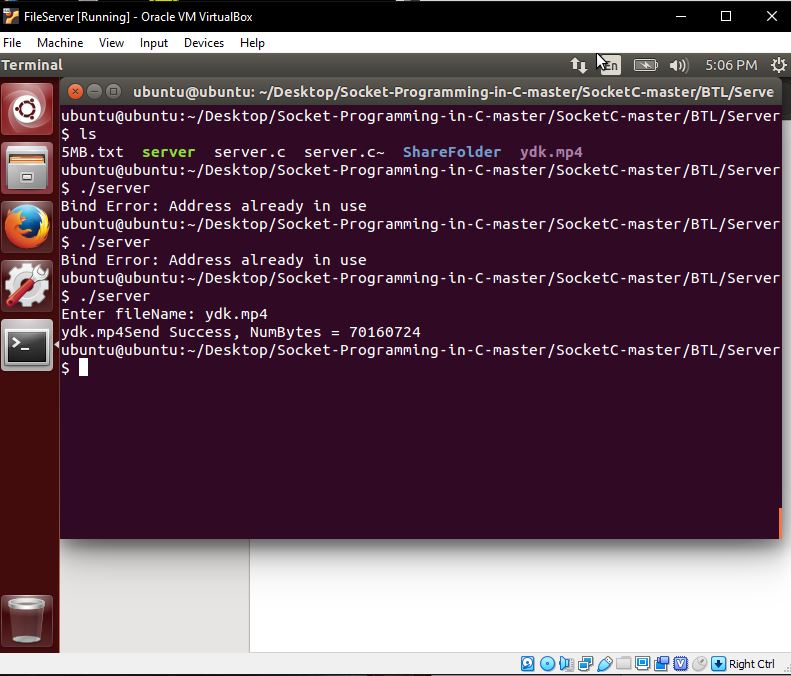 FileServer [Running] - Oracle VM VirtualBox
File Machine View Input Devices Help
Terminal En 5:06 PM
ubuntu@ubuntu: ~/Desktop/Socket-Programming-in-C-master/SocketC-master/BTL/Serve
ubuntu@ubuntu:~/Desktop/Socket-Programming-in-C-master/SocketC-master/BTL/Server
$ ls
5MB.txt server server.c server.c~ ShareFolder ydk.mp4
ubuntu@ubuntu:~/Desktop/Socket-Programming-in-C-master/SocketC-master/BTL/Server
$ ./server
Bind Error: Address already in use
ubuntu@ubuntu:~/Desktop/Socket-Programming-in-C-master/SocketC-master/BTL/Server
$ ./server
Bind Error: Address already in use
ubuntu@ubuntu:~/Desktop/Socket-Programming-in-C-master/SocketC-master/BTL/Server
$ ./server
Enter fileName: ydk.mp4
ydk.mp4Send Success, NumBytes = 70160724
ubuntu@ubuntu:~/Desktop/Socket-Programming-in-C-master/SocketC-master/BTL/Server
$
Right Ctrl